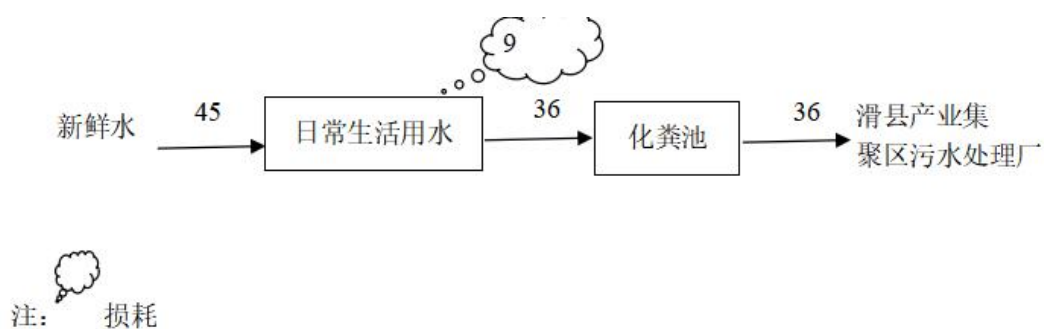 9
新鲜水
45
日常生活用水
36
化粪池
36
滑县产业集
聚区污水处理厂
注：
损耗